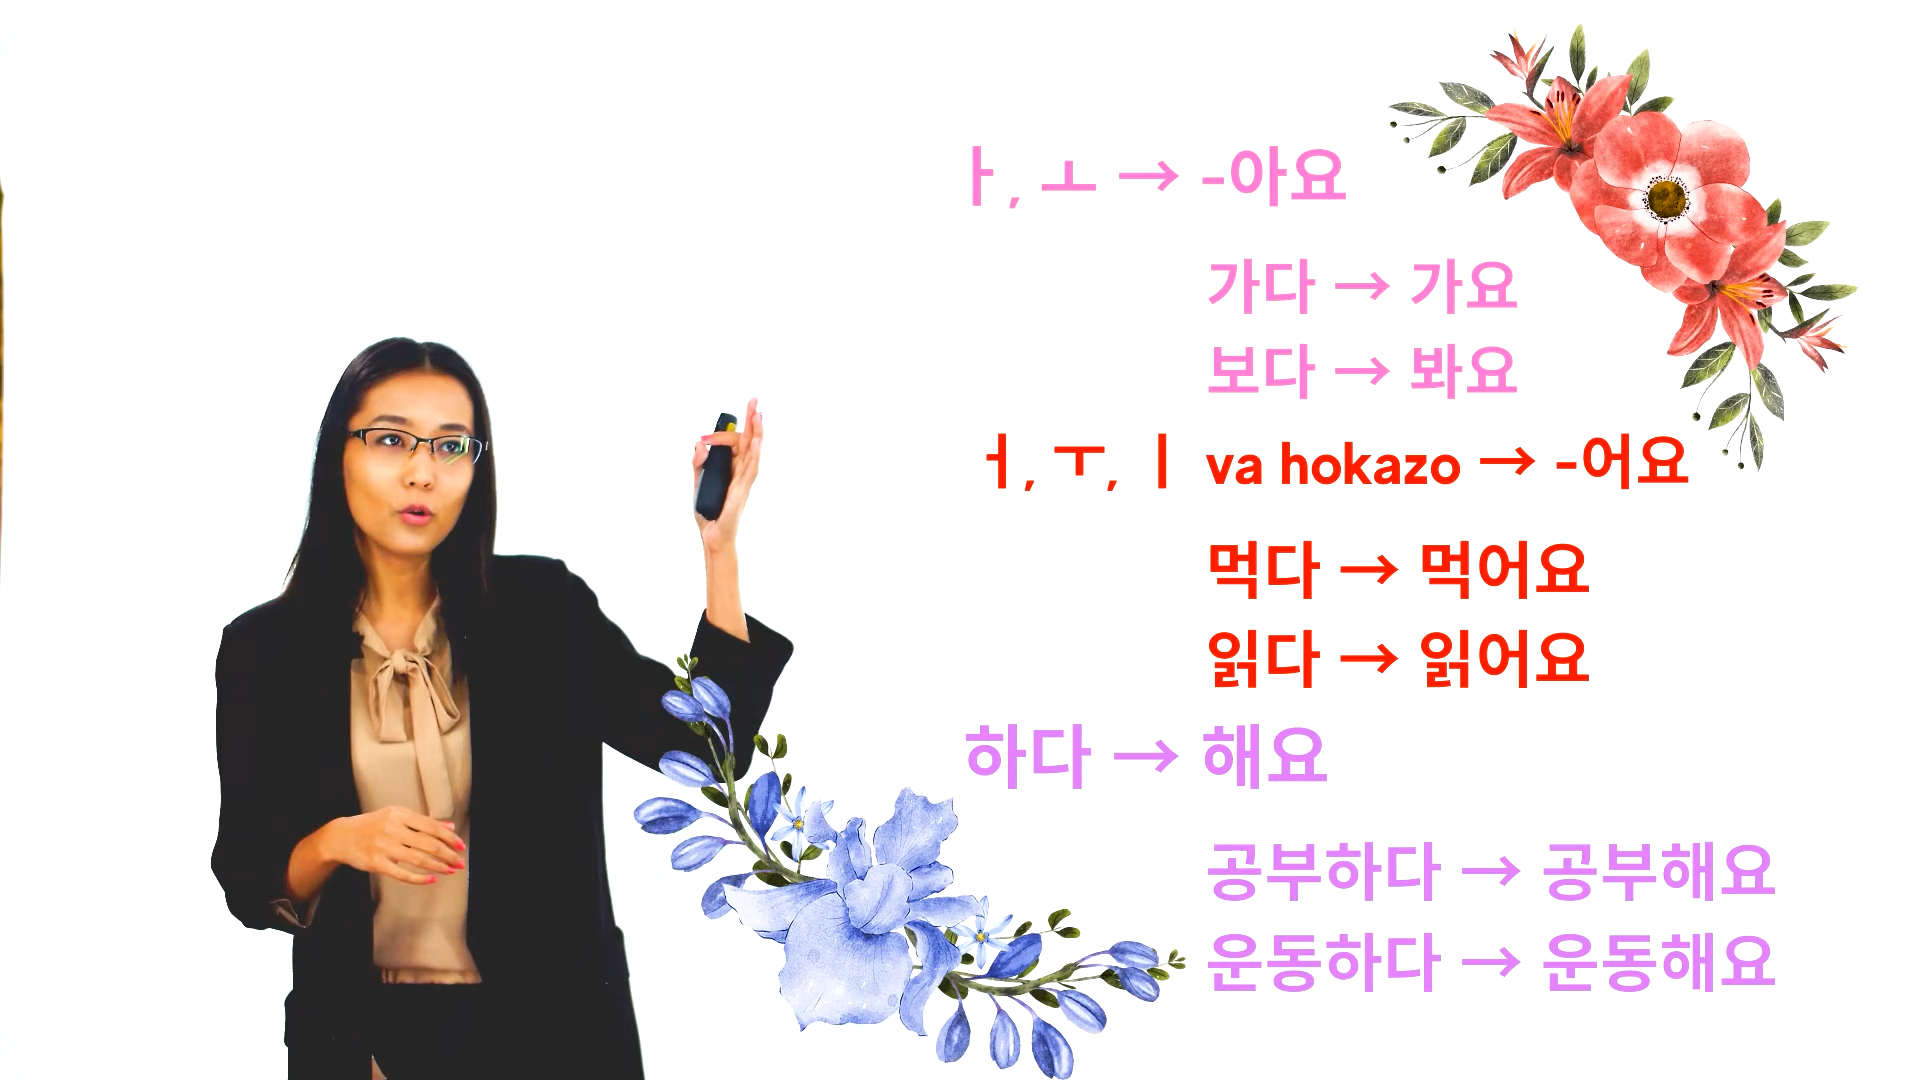 ㅏ, ㅗ → -아요
가다 → 가요
보다 → 봐요
ㅓ, ㅜ, ㅣ va hokazo → -어요
먹다 → 먹어요
읽다 → 읽어요
하다 → 해요
공부하다 → 공부해요
운동하다 → 운동해요